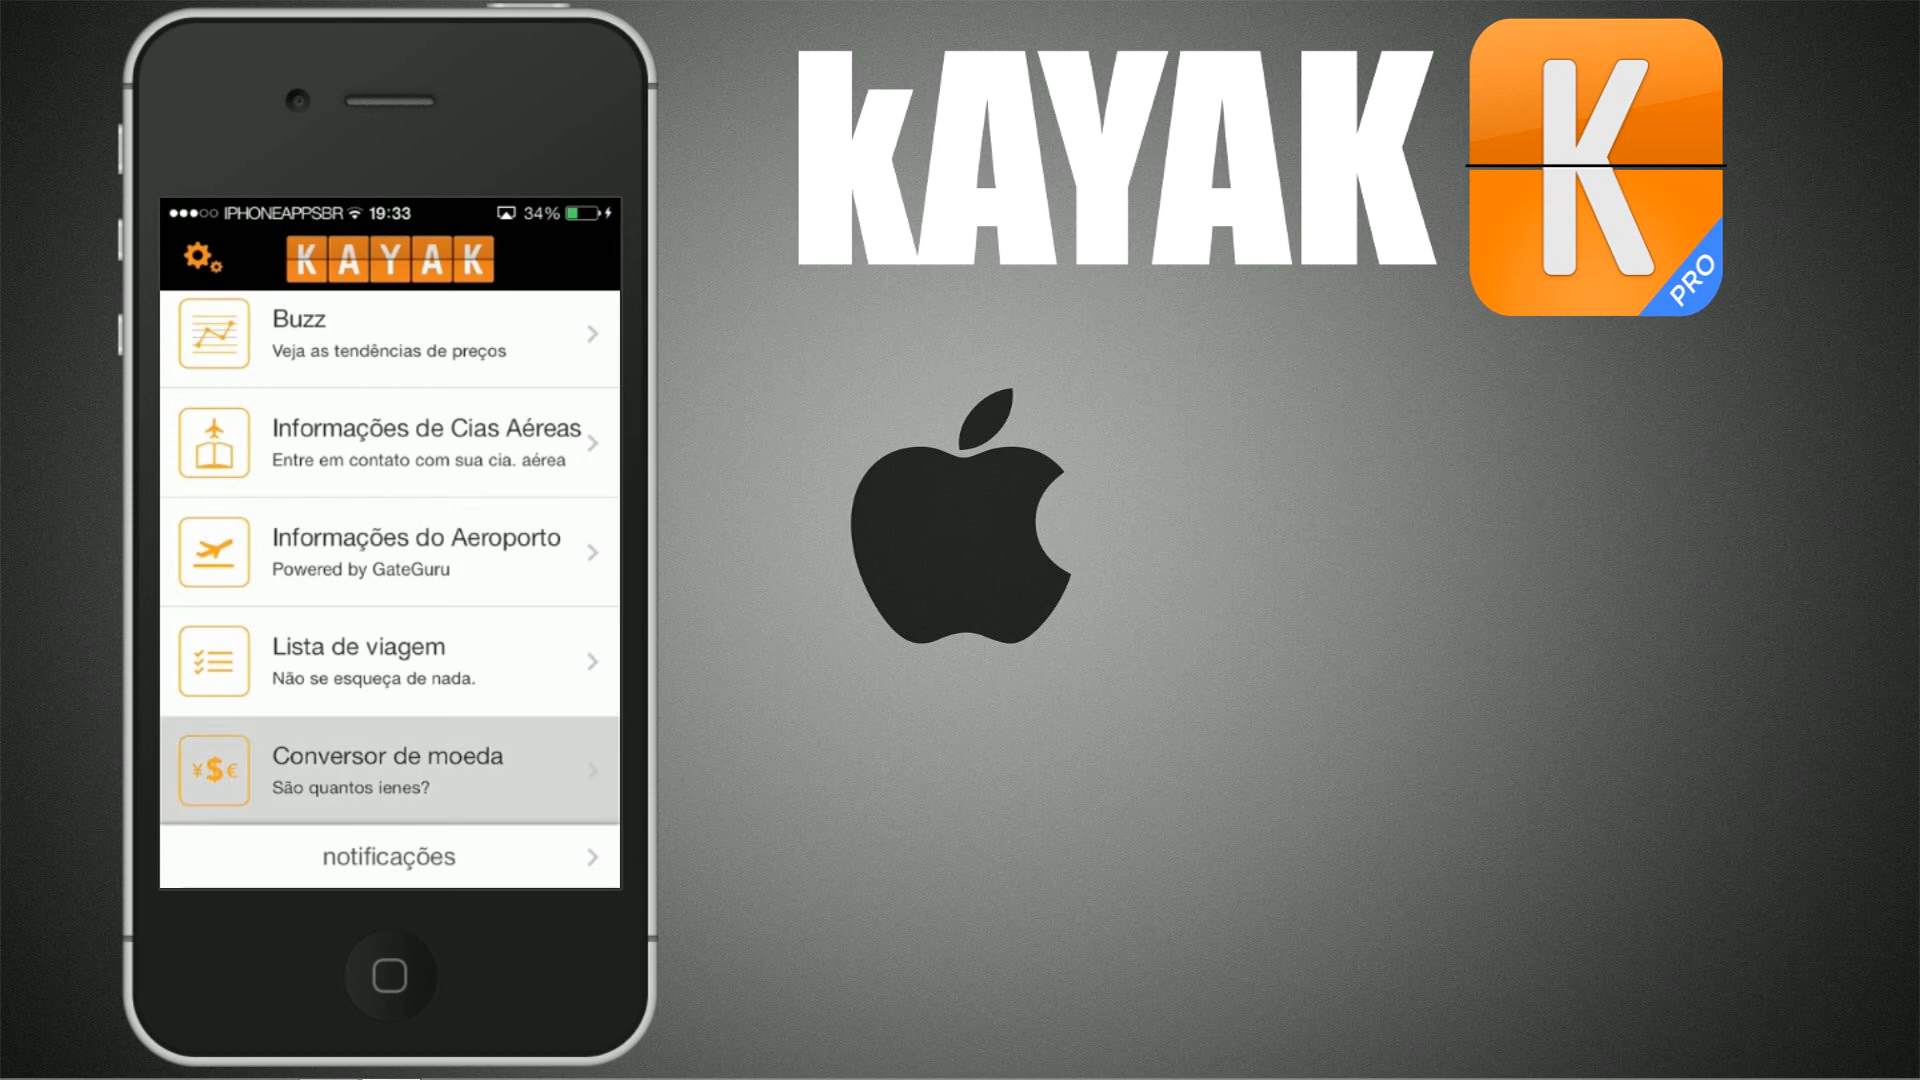 kAYAK
K
PRO
IPHONEAPPSBR 19:33 34%
KAYAK
Buzz
Veja as tendências de preços
Informações de Cias Aéreas
Entre em contato com sua cia. aérea
Informações do Aeroporto
Powered by GateGuru
Lista de viagem
Não se esqueça de nada.
¥$€
Conversor de moeda
São quantos ienes?
notificações